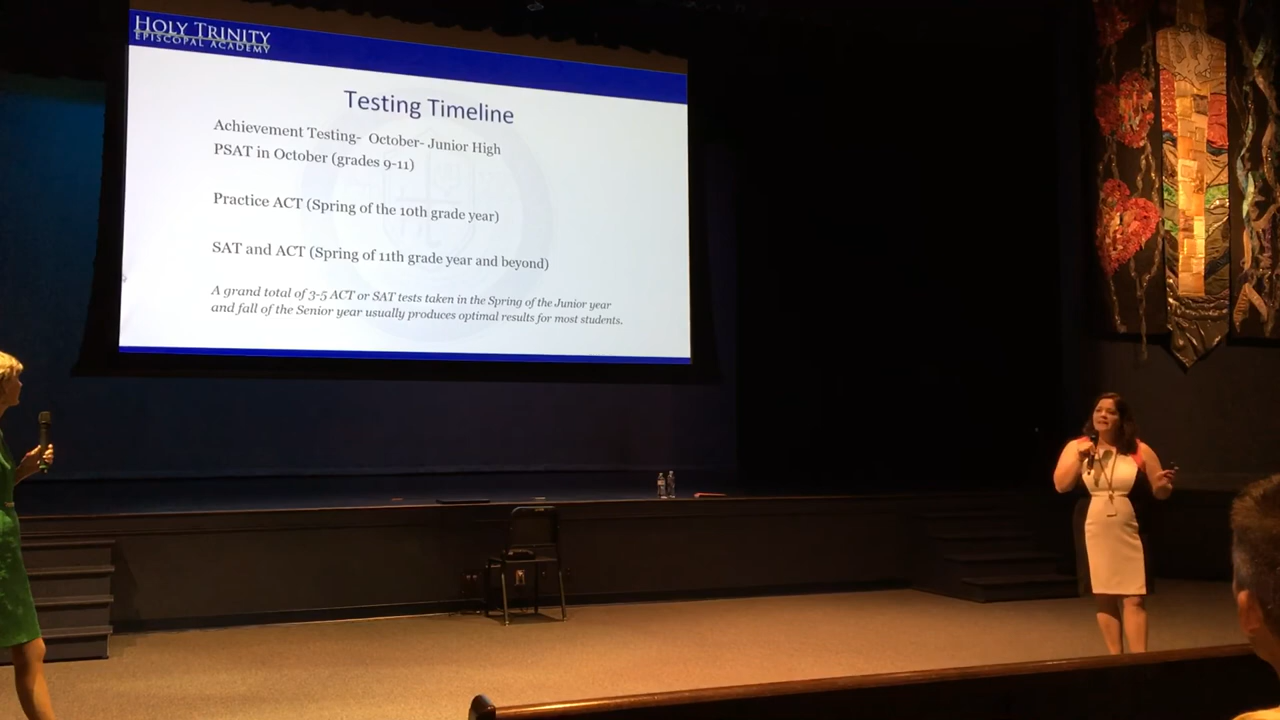 HOLY TRINITY
EPISCOPAL ACADEMY
Testing Timeline
Achievement Testing- October- Junior High
PSAT in October (grades 9-11)
Practice ACT (Spring of the 10th grade year)
SAT and ACT (Spring of 11th grade year and beyond)
A grand total of 3-5 ACT or SAT tests taken in the Spring of the Junior year
and fall of the Senior year usually produces optimal results for most students.